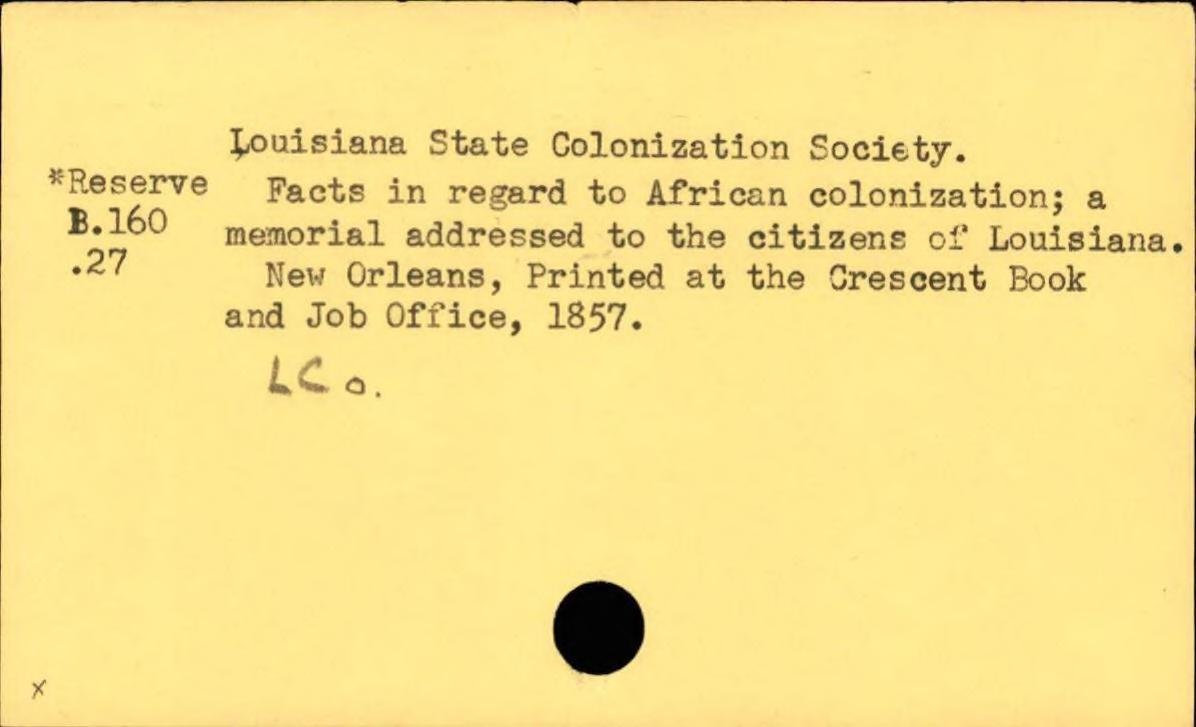 Louisiana State Colonization Society.
*Reserve
B.160
.27
Facts in regard to African colonization; a
memorial addressed to the citizens of Louisiana.
New Orleans, Printed at the Crescent Book
and Job Office, 1857.
LC o.
x